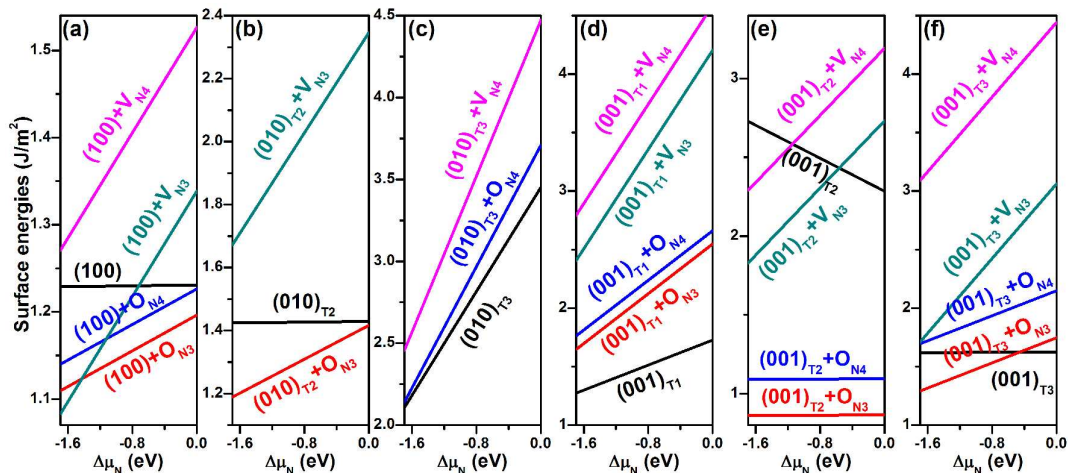 Surface energies (J/m²)
(a)
1.5
1.4
1.3
1.2
1.1
(100)+V_N4
(100)+V_N3
(100)
(100)+O_N4
(100)+O_N3
-1.6 -0.8 0.0
Δμ_N (eV)
(b)
2.4
2.2
2.0
1.8
1.6
1.4
1.2
(010)_T2+V_N3
(010)_T2
(010)_T2+O_N3
-1.6 -0.8 0.0
Δμ_N (eV)
(c)
4.5
4.0
3.5
3.0
2.5
2.0
(010)_T3+V_N4
(010)_T3+O_N4
(010)_T3
-1.6 -0.8 0.0
Δμ_N (eV)
(d)
4
3
2
1
(001)_T1+V_N4
(001)_T1+V_N3
(001)_T1+O_N4
(001)_T1+O_N3
(001)_T1
-1.6 -0.8 0.0
Δμ_N (eV)
(e)
3
2
1
(001)_T2+V_N4
(001)_T2
(001)_T2+V_N3
(001)_T2+O_N4
(001)_T2+O_N3
-1.6 -0.8 0.0
Δμ_N (eV)
(f)
4
3
2
1
(001)_T3+V_N4
(001)_T3+V_N3
(001)_T3+O_N4
(001)_T3+O_N3
(001)_T3
-1.6 -0.8 0.0
Δμ_N (eV)